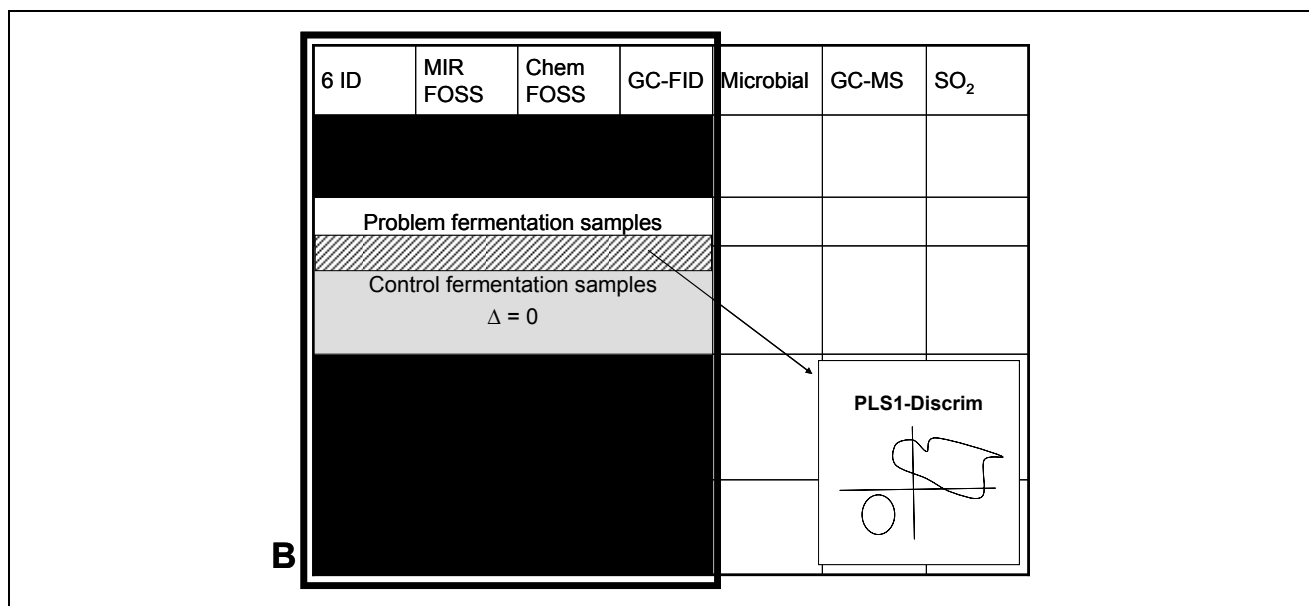 6 ID
MIR
FOSS
Chem
FOSS
GC-FID
Microbial
GC-MS
SO₂
Problem fermentation samples
Control fermentation samples
Δ = 0
PLS1-Discrim
B